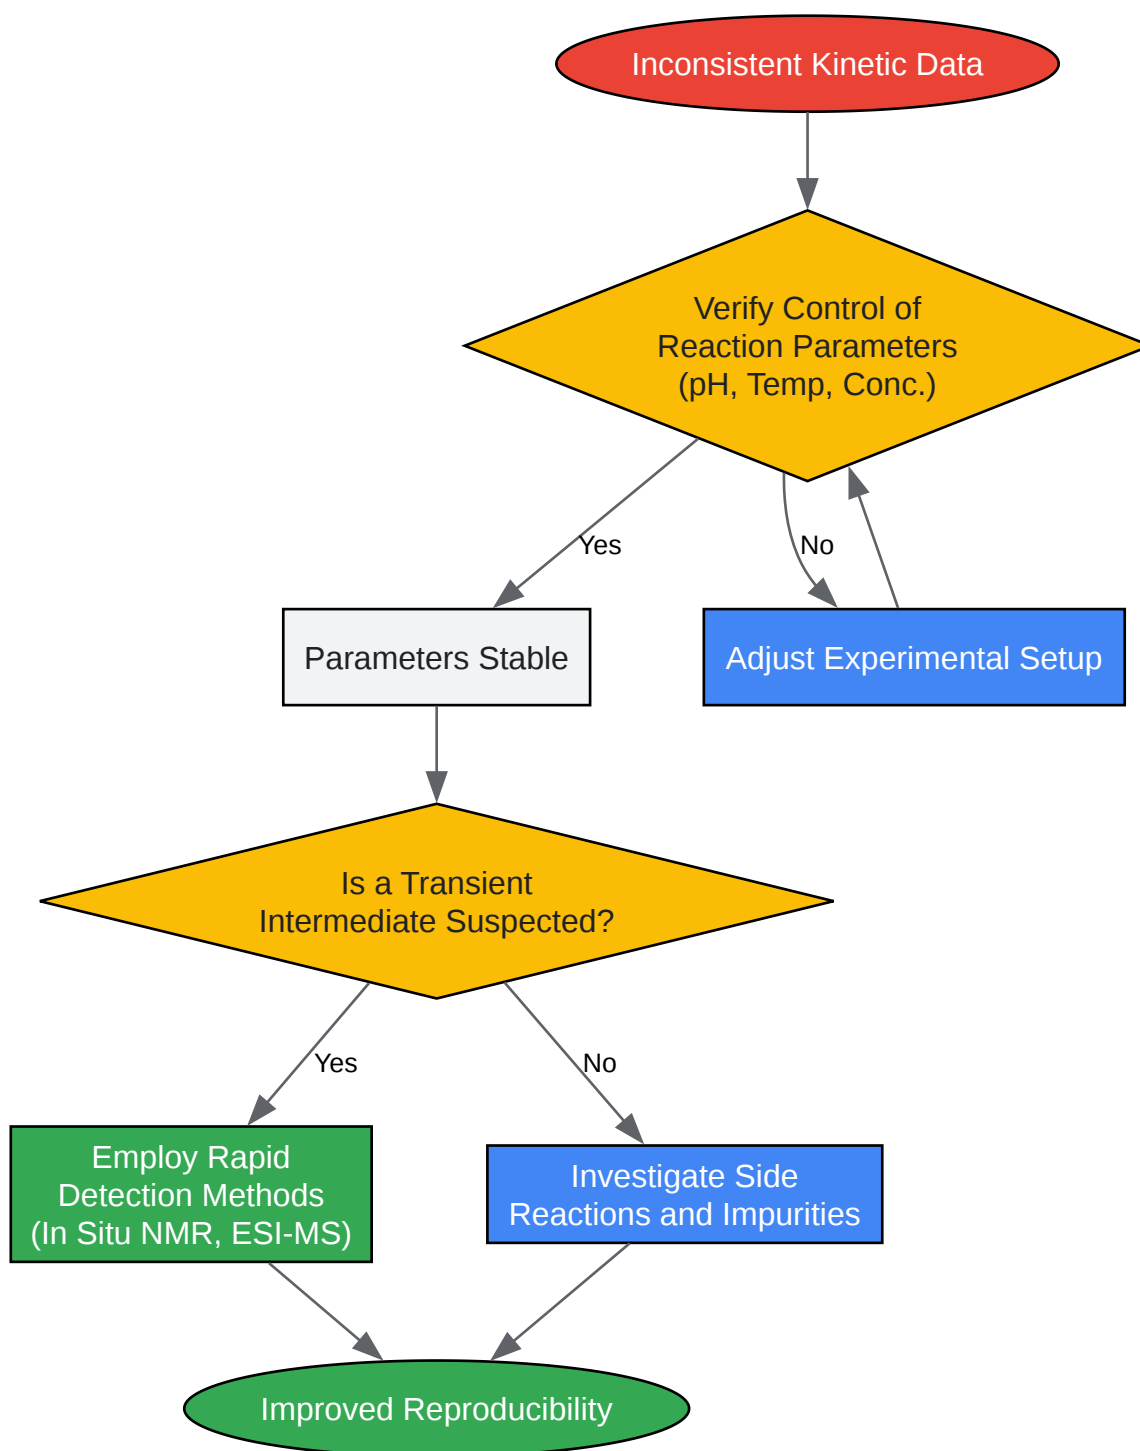 Inconsistent Kinetic Data
Verify Control of
Reaction Parameters
(pH, Temp, Conc.)
Yes
No
Parameters Stable
Adjust Experimental Setup
Is a Transient
Intermediate Suspected?
Yes
No
Employ Rapid
Detection Methods
(In Situ NMR, ESI-MS)
Investigate Side
Reactions and Impurities
Improved Reproducibility